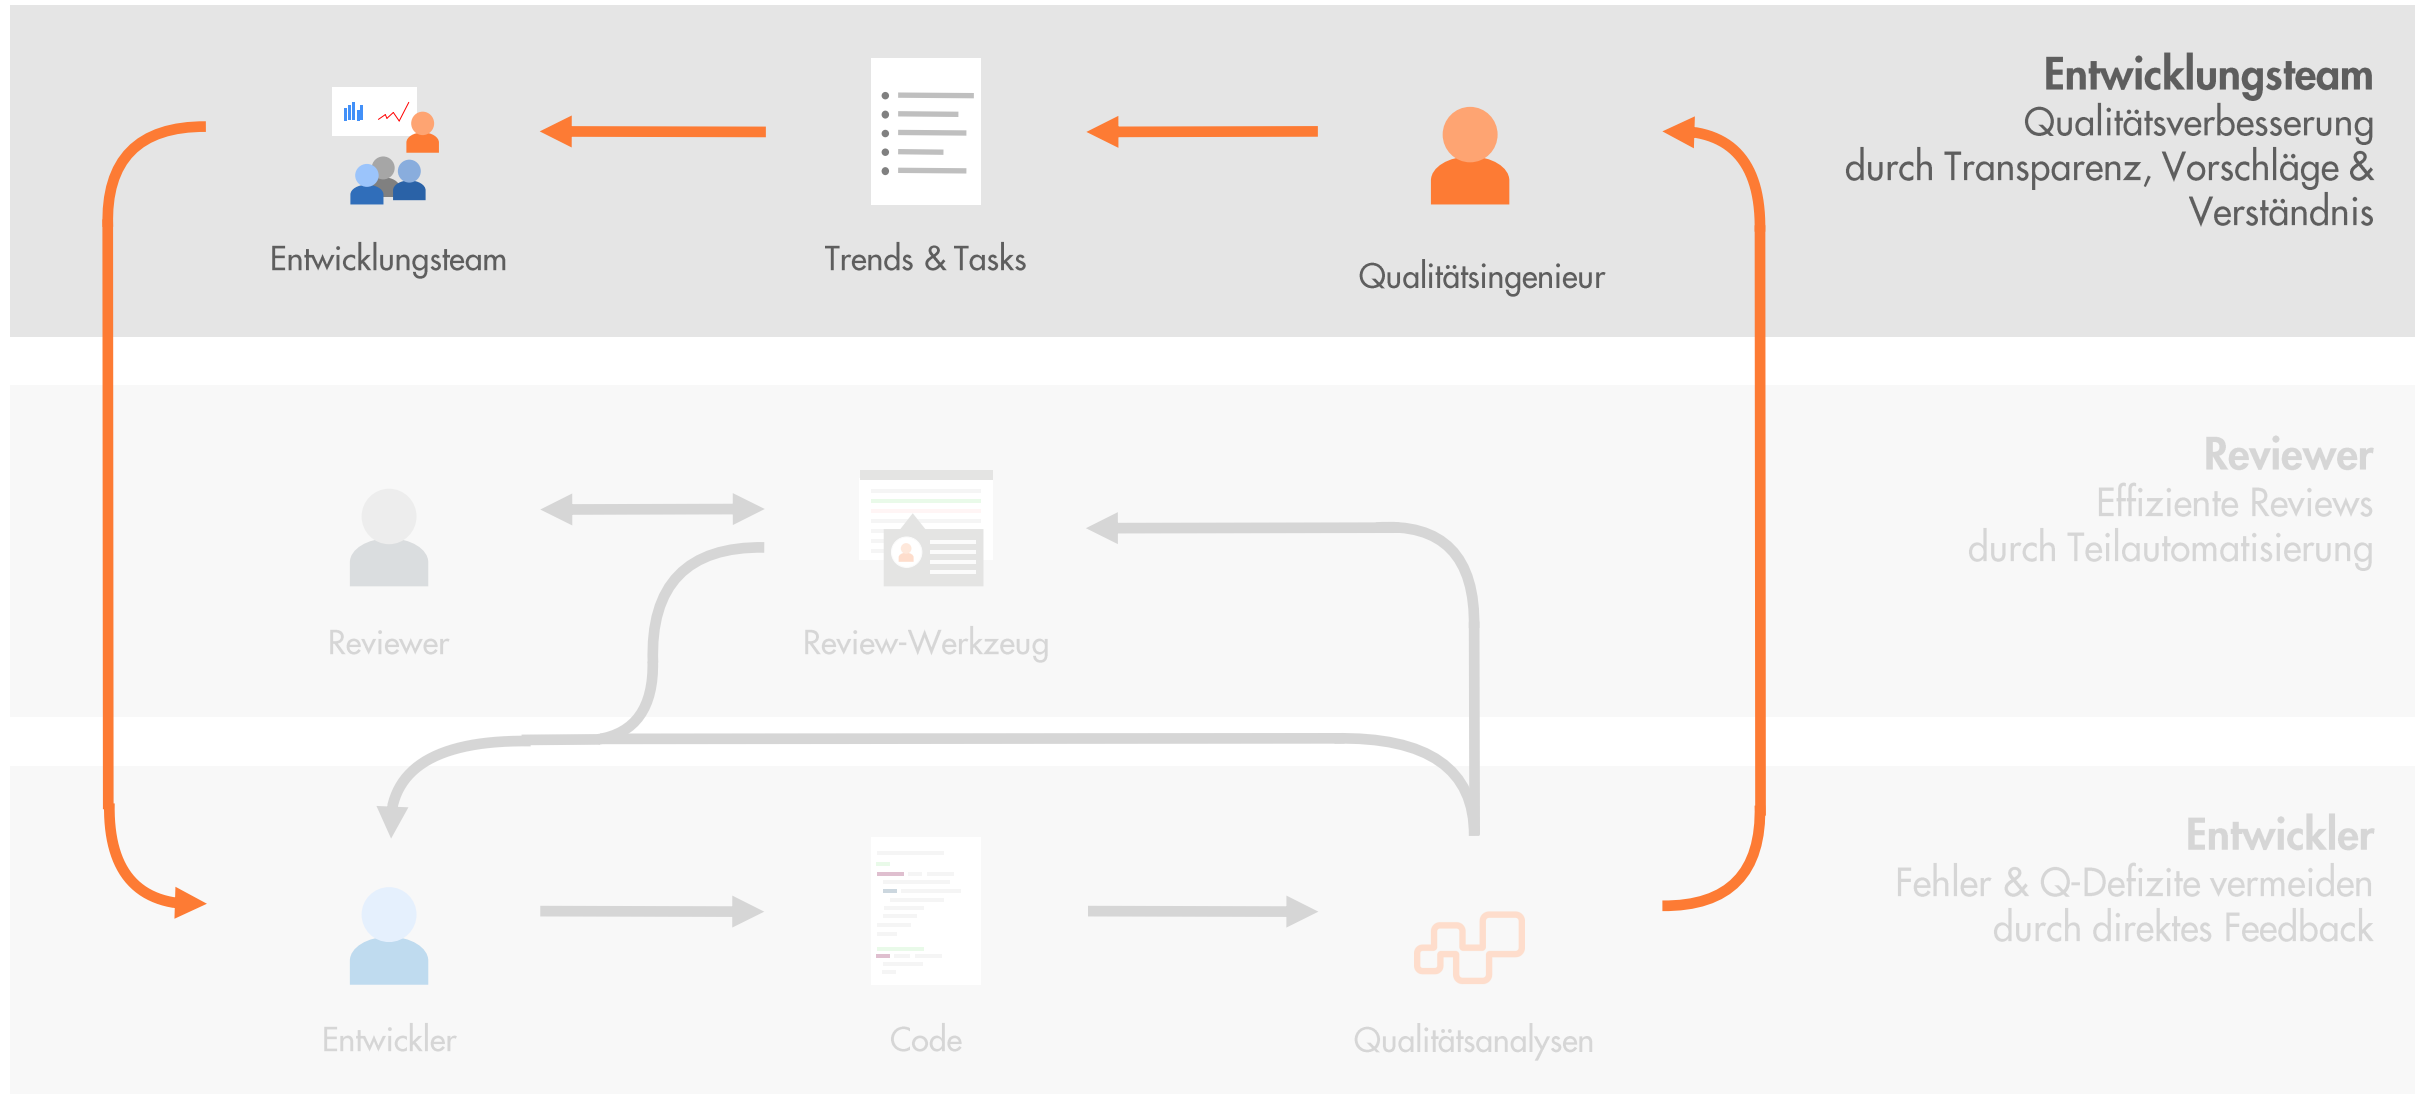 Entwicklungsteam
Qualitätsverbesserung
durch Transparenz, Vorschläge &
Verständnis
Entwicklungsteam
Trends & Tasks
Qualitätsingenieur
Reviewer
Effiziente Reviews
durch Teilautomatisierung
Reviewer
Review-Werkzeug
Entwickler
Fehler & Q-Defizite vermeiden
durch direktes Feedback
Entwickler
Code
Qualitätsanalysen